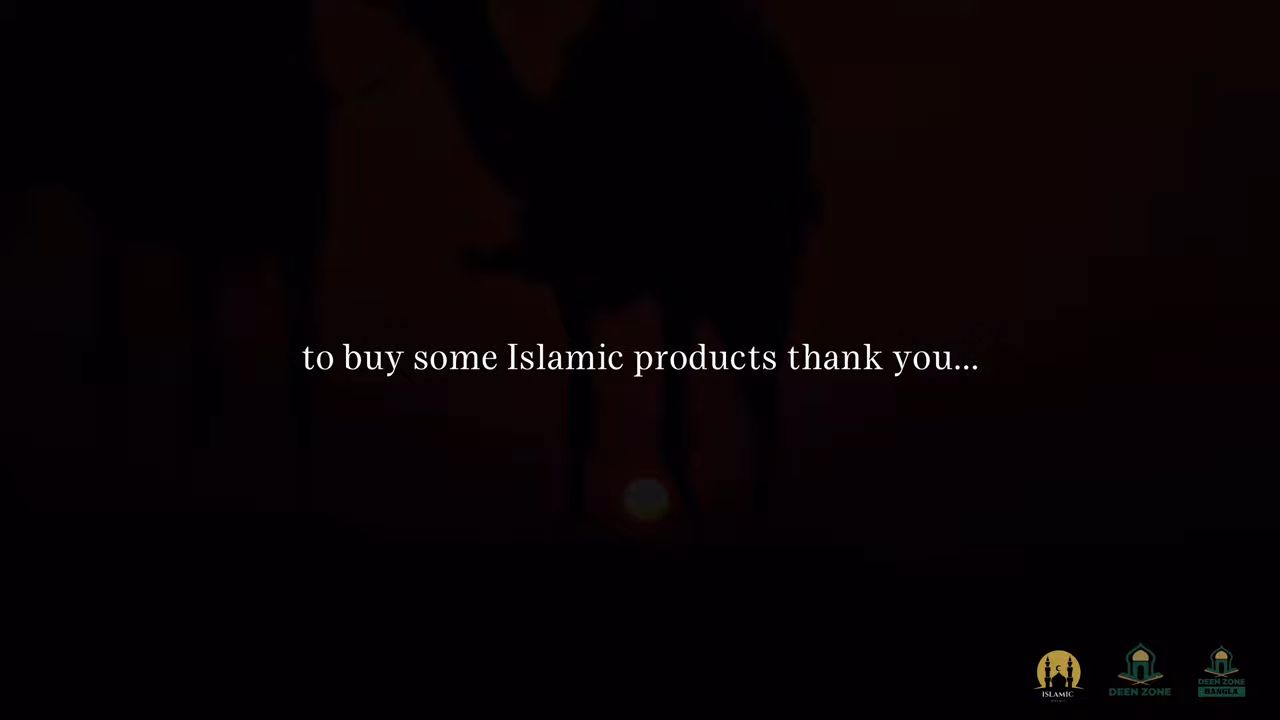 to buy some Islamic products thank you...
ISLAMIC
DEEN ZONE
DEEN ZONE
BANGLA